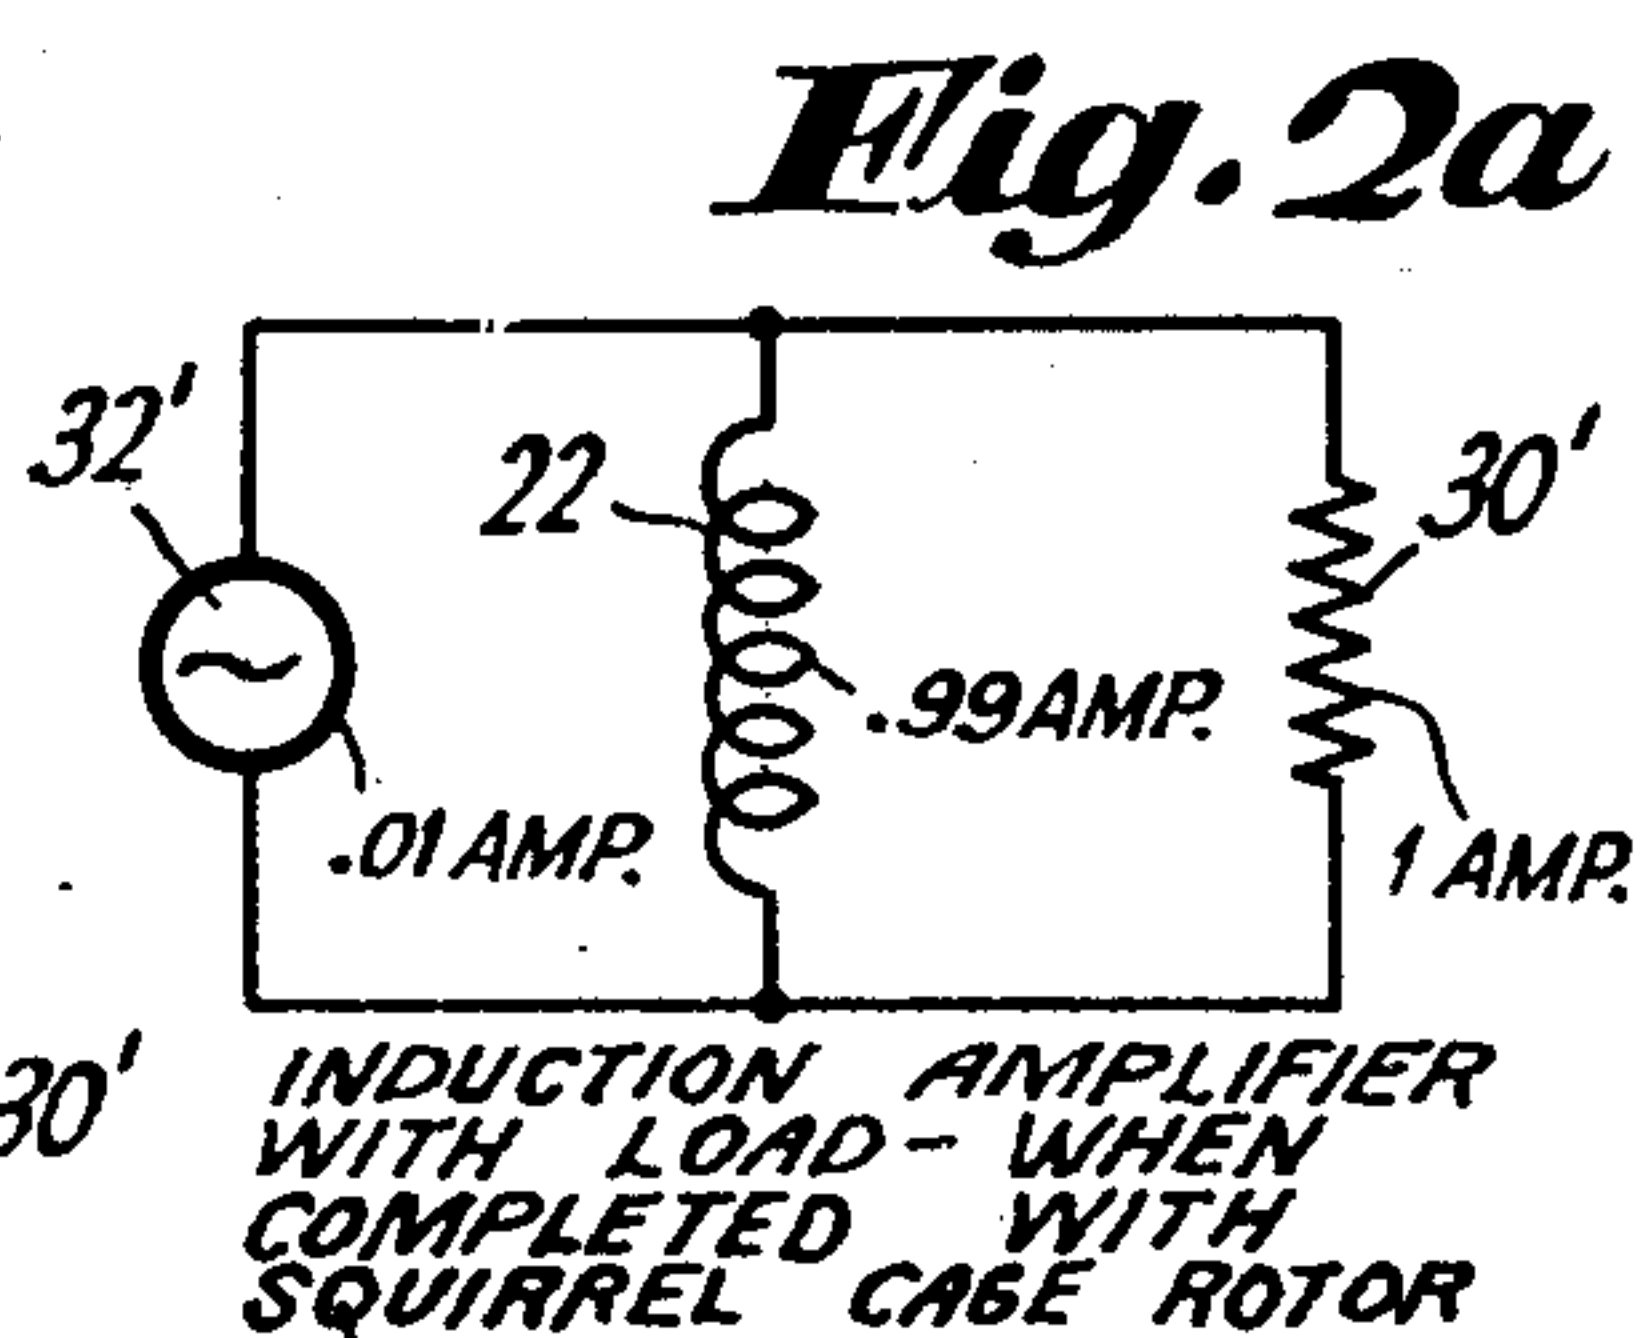 Fig. 2a
32'
22
30'
.99 AMP.
.01 AMP.
1 AMP.
30'
INDUCTION AMPLIFIER
WITH LOAD - WHEN
COMPLETED WITH
SQUIRREL CAGE ROTOR